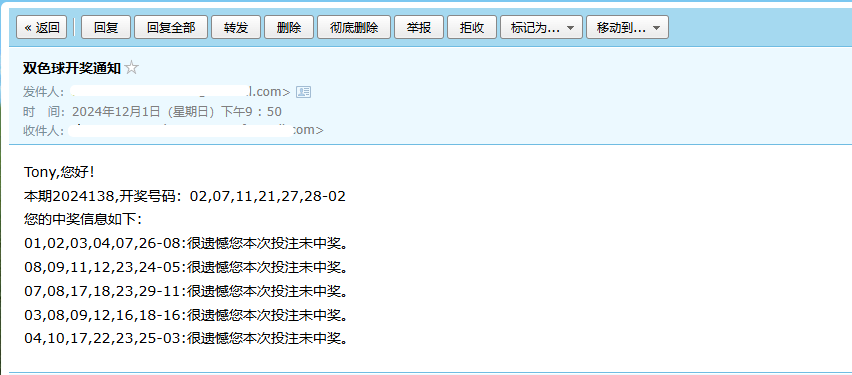 « 返回 回复 回复全部 转发 删除 彻底删除 举报 拒收 标记为... 移动到...
双色球开奖通知
发件人: l.com>
时 间: 2024年12月1日 (星期日) 下午9:50
收件人: com>
Tony,您好!
本期2024138,开奖号码: 02,07,11,21,27,28-02
您的中奖信息如下:
01,02,03,04,07,26-08:很遗憾您本次投注未中奖。
08,09,11,12,23,24-05:很遗憾您本次投注未中奖。
07,08,17,18,23,29-11:很遗憾您本次投注未中奖。
03,08,09,12,16,18-16:很遗憾您本次投注未中奖。
04,10,17,22,23,25-03:很遗憾您本次投注未中奖。